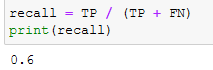 recall = TP / (TP + FN)
print(recall)
0.6